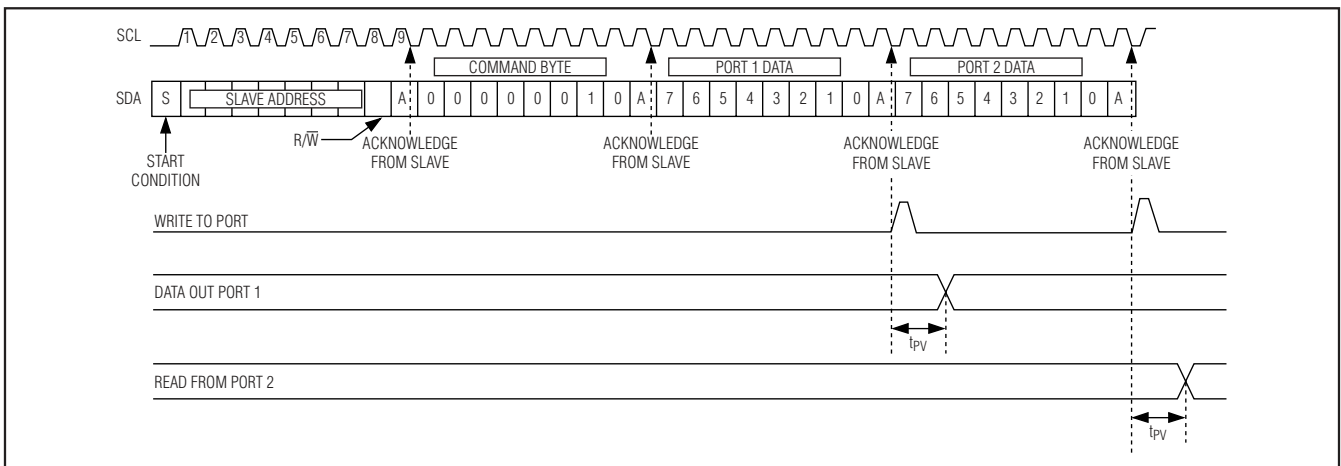 SCL 1 2 3 4 5 6 7 8 9
COMMAND BYTE PORT 1 DATA PORT 2 DATA
SDA S SLAVE ADDRESS A 0 0 0 0 0 0 1 0 A 7 6 5 4 3 2 1 0 A 7 6 5 4 3 2 1 0 A
R/W̅
START
CONDITION
ACKNOWLEDGE
FROM SLAVE
ACKNOWLEDGE
FROM SLAVE
ACKNOWLEDGE
FROM SLAVE
ACKNOWLEDGE
FROM SLAVE
WRITE TO PORT
DATA OUT PORT 1
tPV
READ FROM PORT 2
tPV